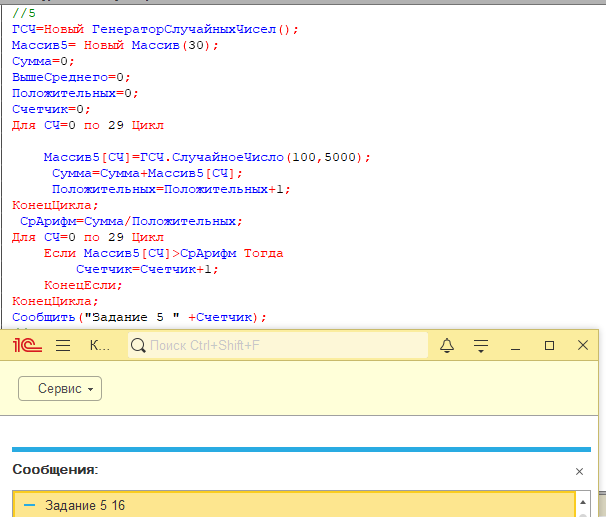 //5
ГСЧ=Новый ГенераторСлучайныхЧисел();
Массив5= Новый Массив(30);
Сумма=0;
ВышеСреднего=0;
Положительных=0;
Счетчик=0;
Для СЧ=0 по 29 Цикл
Массив5[СЧ]=ГСЧ.СлучайноеЧисло(100,5000);
Сумма=Сумма+Массив5[СЧ];
Положительных=Положительных+1;
КонецЦикла;
СрАрифм=Сумма/Положительных;
Для СЧ=0 по 29 Цикл
Если Массив5[СЧ]>СрАрифм Тогда
Счетчик=Счетчик+1;
КонецЕсли;
КонецЦикла;
Сообщить("Задание 5 " +Счетчик);
1С К... Поиск Ctrl+Shift+F
Сервис
Сообщения:
Задание 5 16